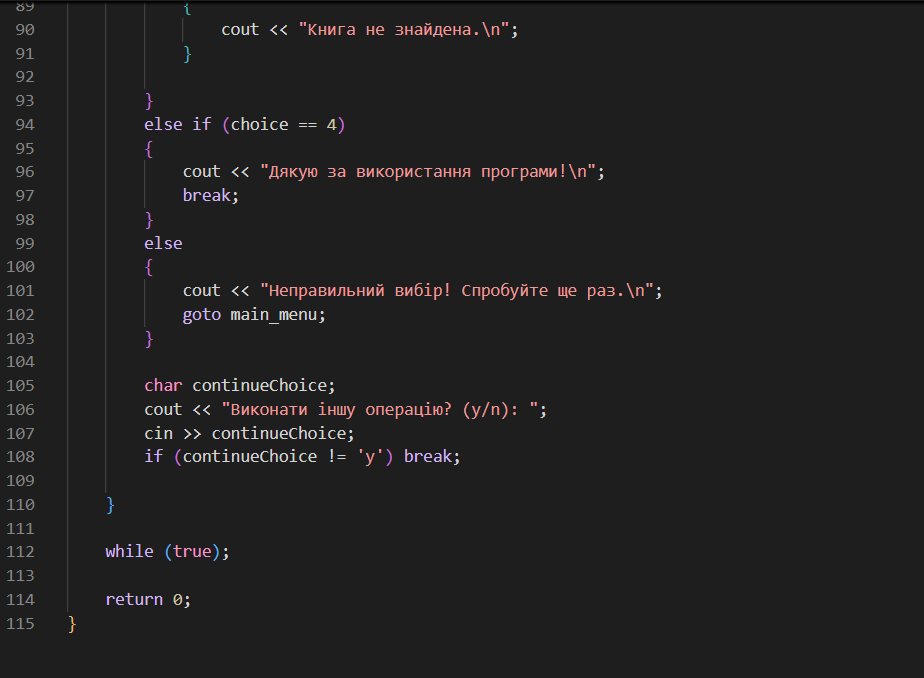 89 {
90 cout << "Книга не знайдена.\n";
91 }
92
93 }
94 else if (choice == 4)
95 {
96 cout << "Дякую за використання програми!\n";
97 break;
98 }
99 else
100 {
101 cout << "Неправильний вибір! Спробуйте ще раз.\n";
102 goto main_menu;
103 }
104
105 char continueChoice;
106 cout << "Виконати іншу операцію? (y/n): ";
107 cin >> continueChoice;
108 if (continueChoice != 'y') break;
109
110 }
111
112 while (true);
113
114 return 0;
115 }